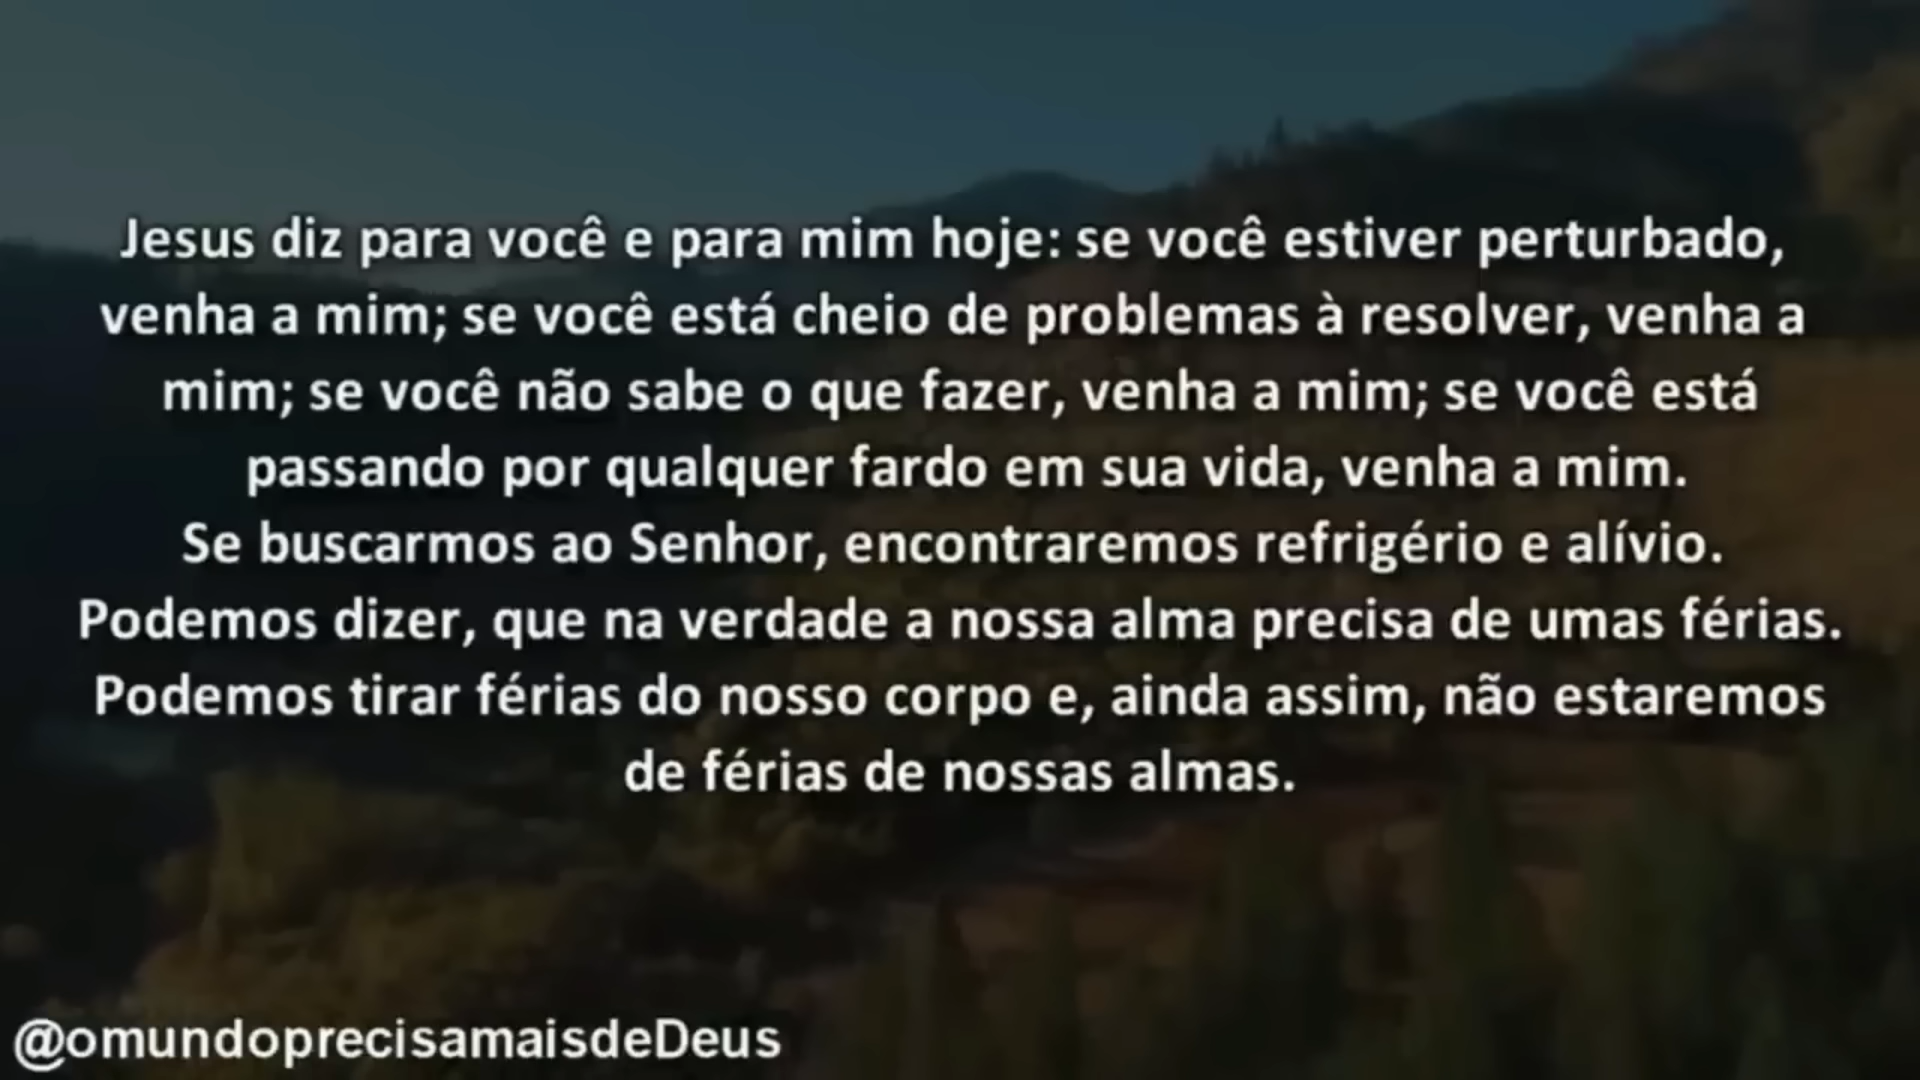 Jesus diz para você e para mim hoje: se você estiver perturbado,
venha a mim; se você está cheio de problemas à resolver, venha a
mim; se você não sabe o que fazer, venha a mim; se você está
passando por qualquer fardo em sua vida, venha a mim.
Se buscarmos ao Senhor, encontraremos refrigério e alívio.
Podemos dizer, que na verdade a nossa alma precisa de umas férias.
Podemos tirar férias do nosso corpo e, ainda assim, não estaremos
de férias de nossas almas.
@omundoprecisamaisdeDeus